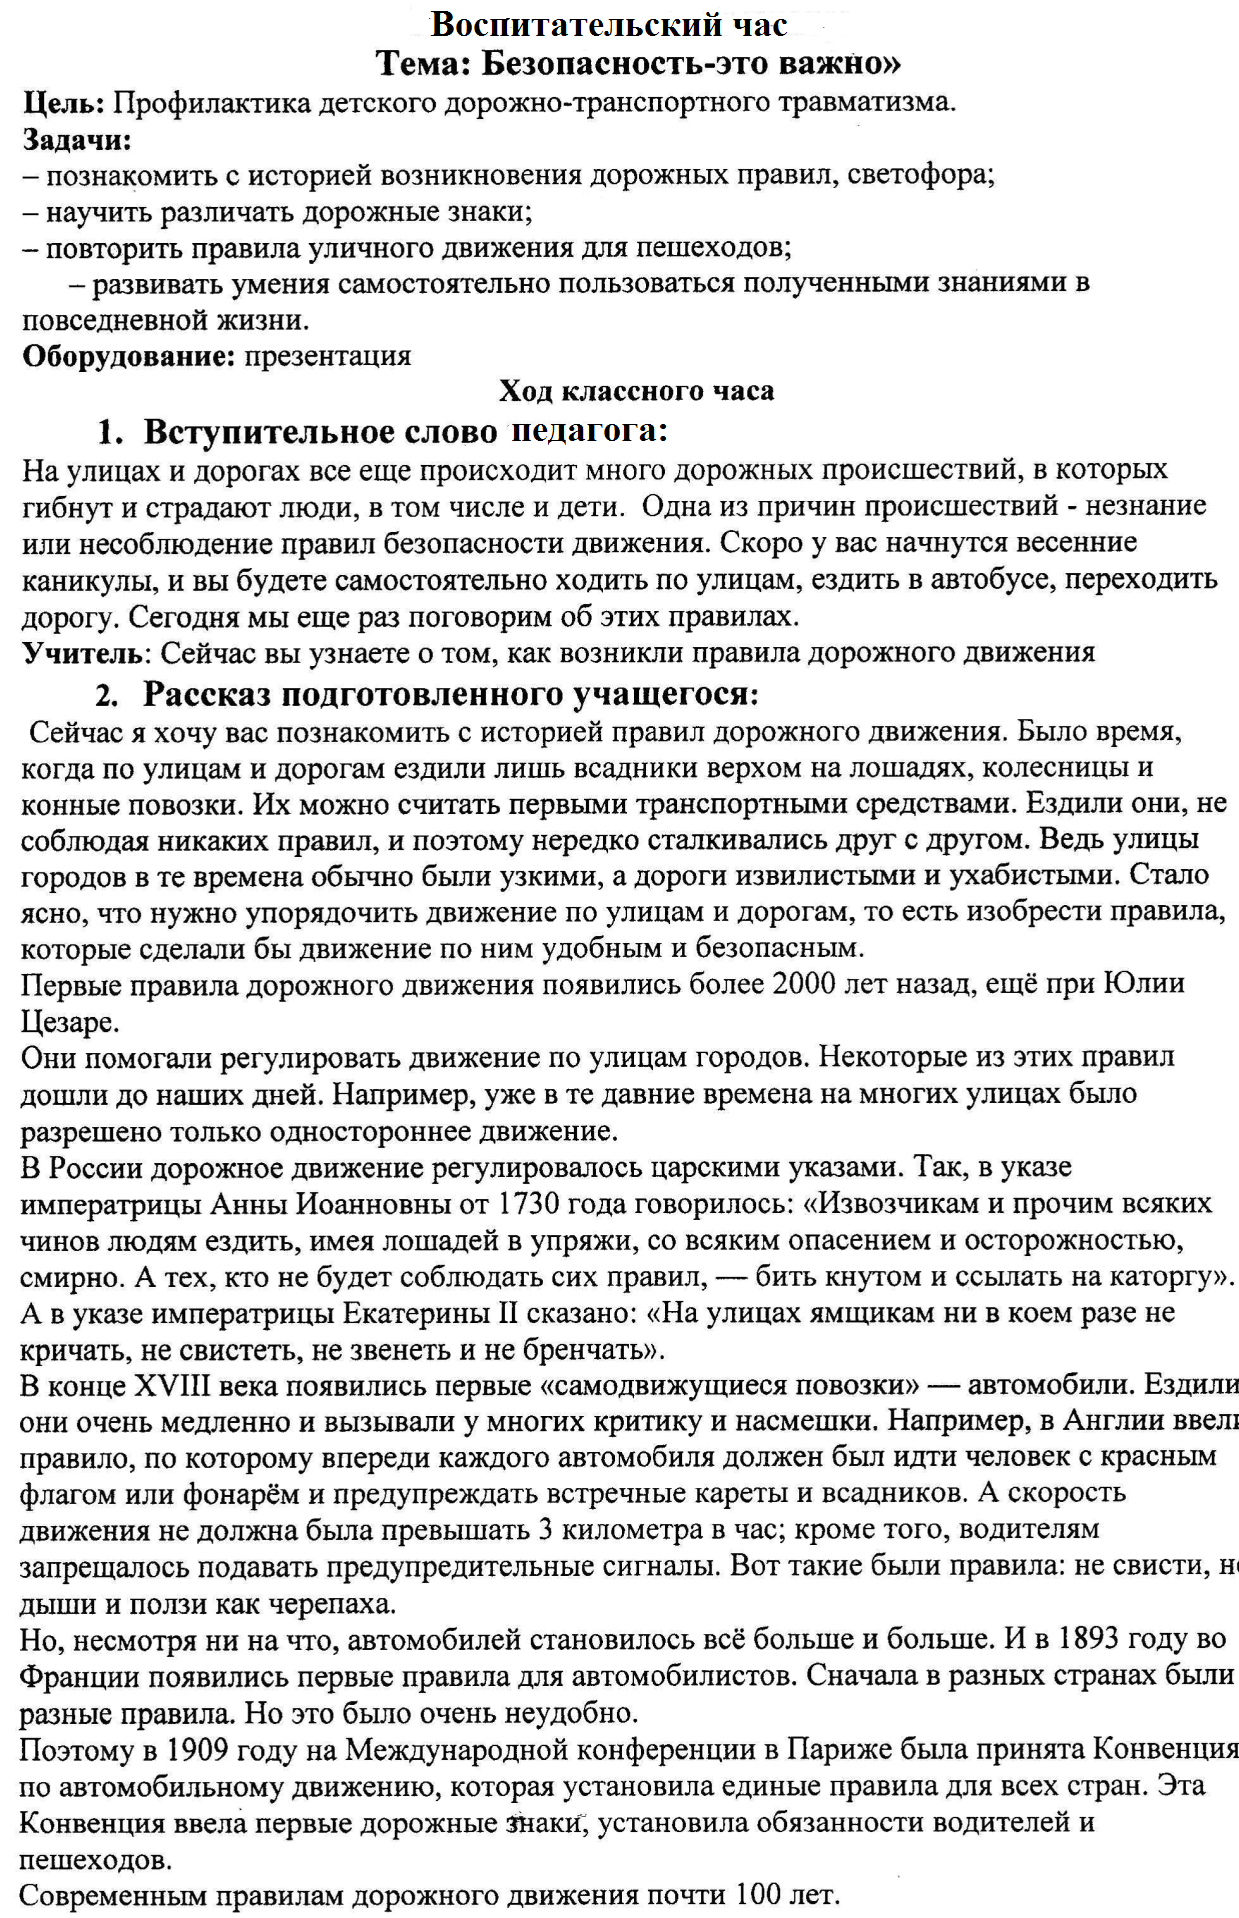 Воспитательский час
Тема: Безопасность-это важно»
Цель: Профилактика детского дорожно-транспортного травматизма.
Задачи:
– познакомить с историей возникновения дорожных правил, светофора;
– научить различать дорожные знаки;
– повторить правила уличного движения для пешеходов;
– развивать умения самостоятельно пользоваться полученными знаниями в
повседневной жизни.
Оборудование: презентация
Ход классного часа
1. Вступительное слово педагога:
На улицах и дорогах все еще происходит много дорожных происшествий, в которых
гибнут и страдают люди, в том числе и дети. Одна из причин происшествий - незнание
или несоблюдение правил безопасности движения. Скоро у вас начнутся весенние
каникулы, и вы будете самостоятельно ходить по улицам, ездить в автобусе, переходить
дорогу. Сегодня мы еще раз поговорим об этих правилах.
Учитель: Сейчас вы узнаете о том, как возникли правила дорожного движения
2. Рассказ подготовленного учащегося:
Сейчас я хочу вас познакомить с историей правил дорожного движения. Было время,
когда по улицам и дорогам ездили лишь всадники верхом на лошадях, колесницы и
конные повозки. Их можно считать первыми транспортными средствами. Ездили они, не
соблюдая никаких правил, и поэтому нередко сталкивались друг с другом. Ведь улицы
городов в те времена обычно были узкими, а дороги извилистыми и ухабистыми. Стало
ясно, что нужно упорядочить движение по улицам и дорогам, то есть изобрести правила,
которые сделали бы движение по ним удобным и безопасным.
Первые правила дорожного движения появились более 2000 лет назад, ещё при Юлии
Цезаре.
Они помогали регулировать движение по улицам городов. Некоторые из этих правил
дошли до наших дней. Например, уже в те давние времена на многих улицах было
разрешено только одностороннее движение.
В России дорожное движение регулировалось царскими указами. Так, в указе
императрицы Анны Иоанновны от 1730 года говорилось: «Извозчикам и прочим всяких
чинов людям ездить, имея лошадей в упряжи, со всяким опасением и осторожностью,
смирно. А тех, кто не будет соблюдать сих правил, — бить кнутом и ссылать на каторгу».
А в указе императрицы Екатерины II сказано: «На улицах ямщикам ни в коем разе не
кричать, не свистеть, не звенеть и не бренчать».
В конце XVIII века появились первые «самодвижущиеся повозки» — автомобили. Ездили
они очень медленно и вызывали у многих критику и насмешки. Например, в Англии ввели
правило, по которому впереди каждого автомобиля должен был идти человек с красным
флагом или фонарём и предупреждать встречные кареты и всадников. А скорость
движения не должна была превышать 3 километра в час; кроме того, водителям
запрещалось подавать предупредительные сигналы. Вот такие были правила: не свисти, не
дыши и ползи как черепаха.
Но, несмотря ни на что, автомобилей становилось всё больше и больше. И в 1893 году во
Франции появились первые правила для автомобилистов. Сначала в разных странах были
разные правила. Но это было очень неудобно.
Поэтому в 1909 году на Международной конференции в Париже была принята Конвенция
по автомобильному движению, которая установила единые правила для всех стран. Эта
Конвенция ввела первые дорожные знаки, установила обязанности водителей и
пешеходов.
Современным правилам дорожного движения почти 100 лет.